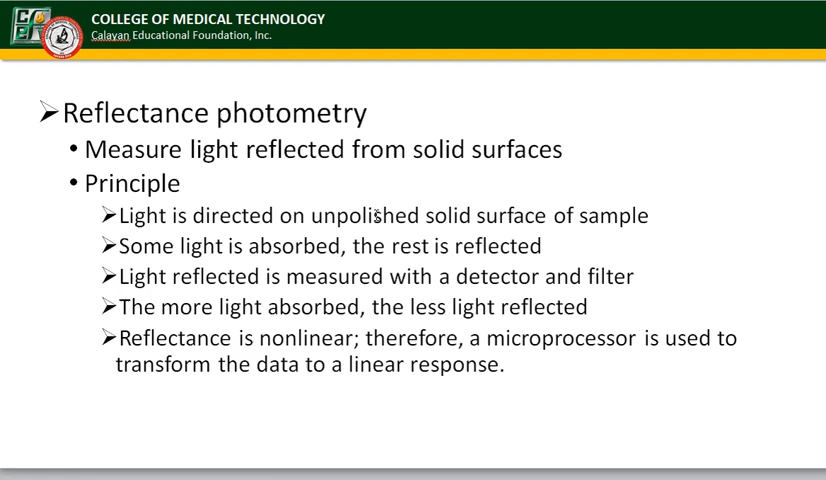 COLLEGE OF MEDICAL TECHNOLOGY
Calayan Educational Foundation, Inc.
➢Reflectance photometry
• Measure light reflected from solid surfaces
• Principle
➢Light is directed on unpolished solid surface of sample
➢Some light is absorbed, the rest is reflected
➢Light reflected is measured with a detector and filter
➢The more light absorbed, the less light reflected
➢Reflectance is nonlinear; therefore, a microprocessor is used to
transform the data to a linear response.